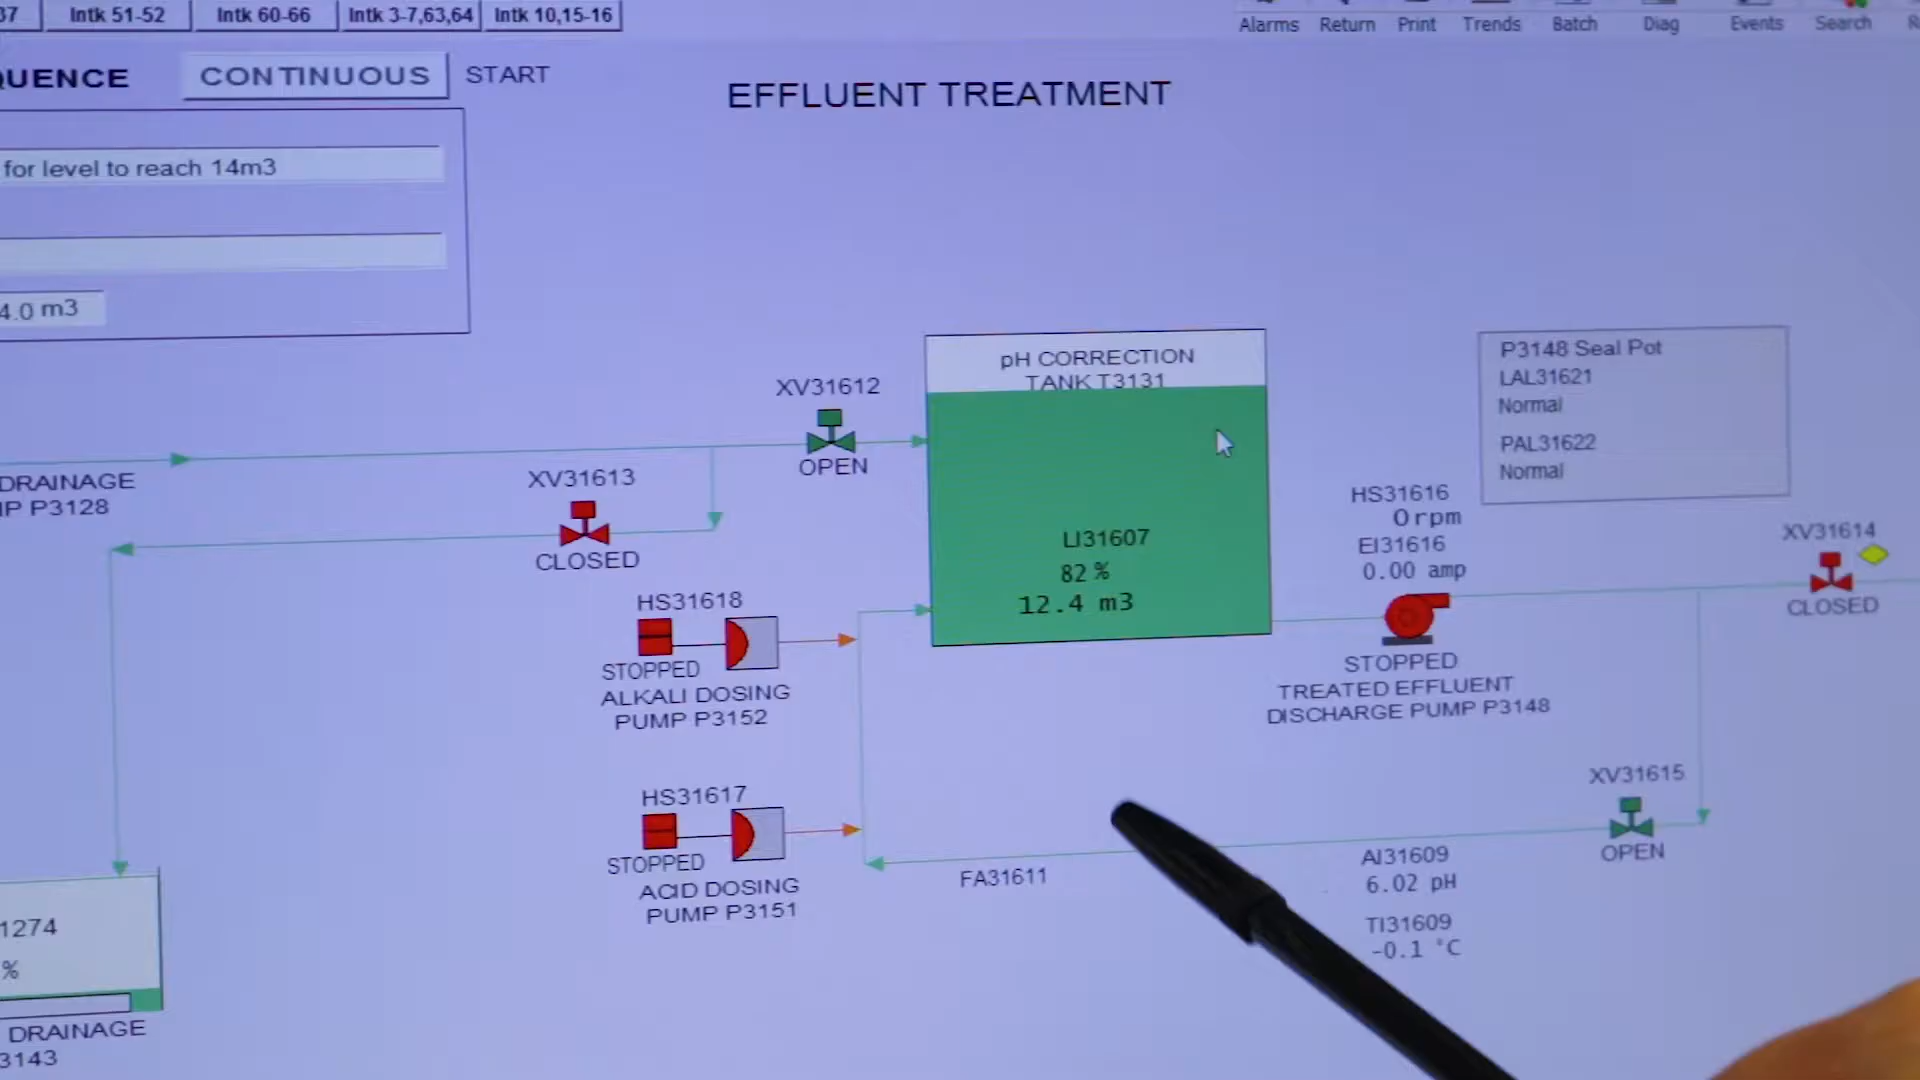 37
Intk 51-52
Intk 60-66
Intk 3-7,63,64
Intk 10,15-16
Alarms
Return
Print
Trends
Batch
Diag
Events
Search
QUENCE
CONTINUOUS
START
EFFLUENT TREATMENT
for level to reach 14m3
4.0 m3
pH CORRECTION
TANK T3131
LI31607
82 %
12.4 m3
P3148 Seal Pot
LAL31621
Normal
PAL31622
Normal
XV31612
OPEN
DRAINAGE
P3128
XV31613
CLOSED
HS31618
STOPPED
ALKALI DOSING
PUMP P3152
HS31617
STOPPED
ACID DOSING
PUMP P3151
HS31616
0 rpm
EI31616
0.00 amp
STOPPED
TREATED EFFLUENT
DISCHARGE PUMP P3148
XV31614
CLOSED
XV31615
OPEN
FA31611
AI31609
6.02 pH
TI31609
-0.1 °C
1274
%
DRAINAGE
3143